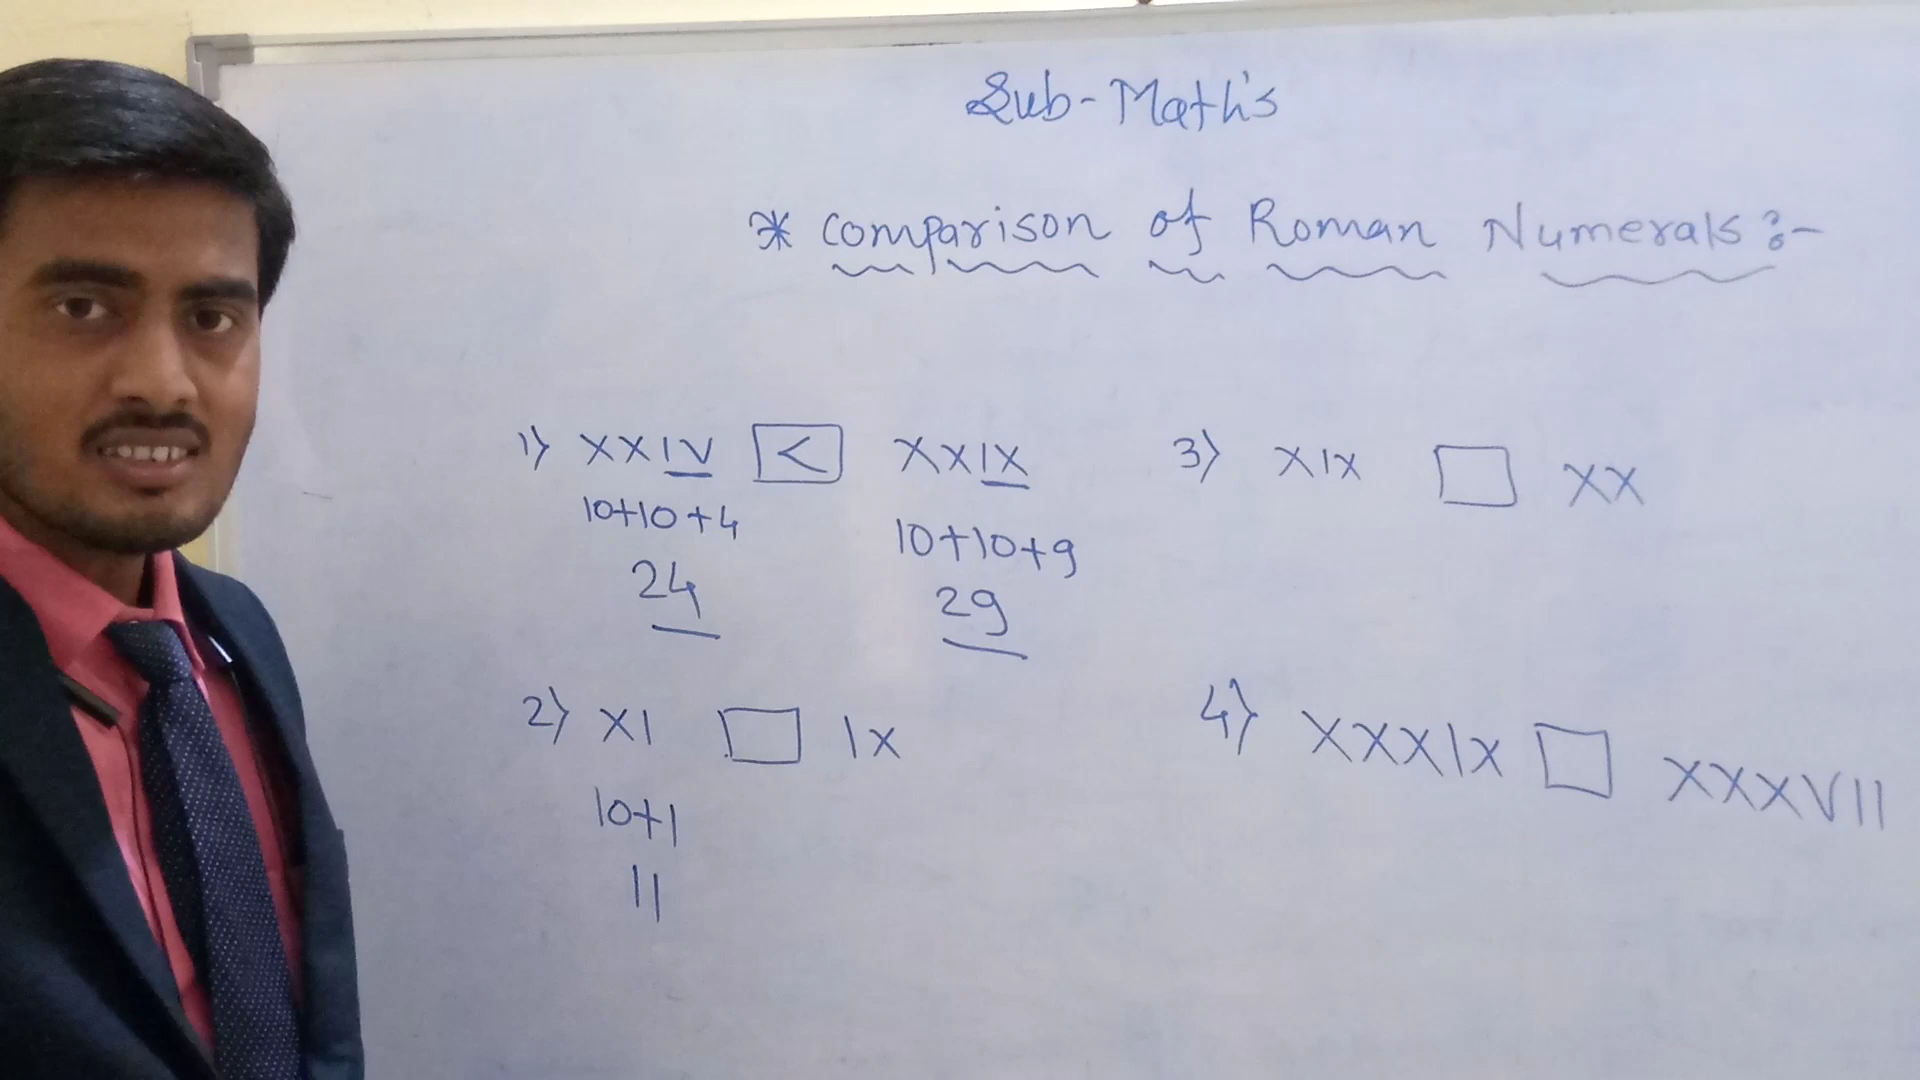 Sub-Math's
* Comparison of Roman Numerals :-
1) XXIV < XXIX
10+10+4
10+10+9
24
29
2) XI IX
10+1
11
3) XIX XX
4) XXXIX XXXVII